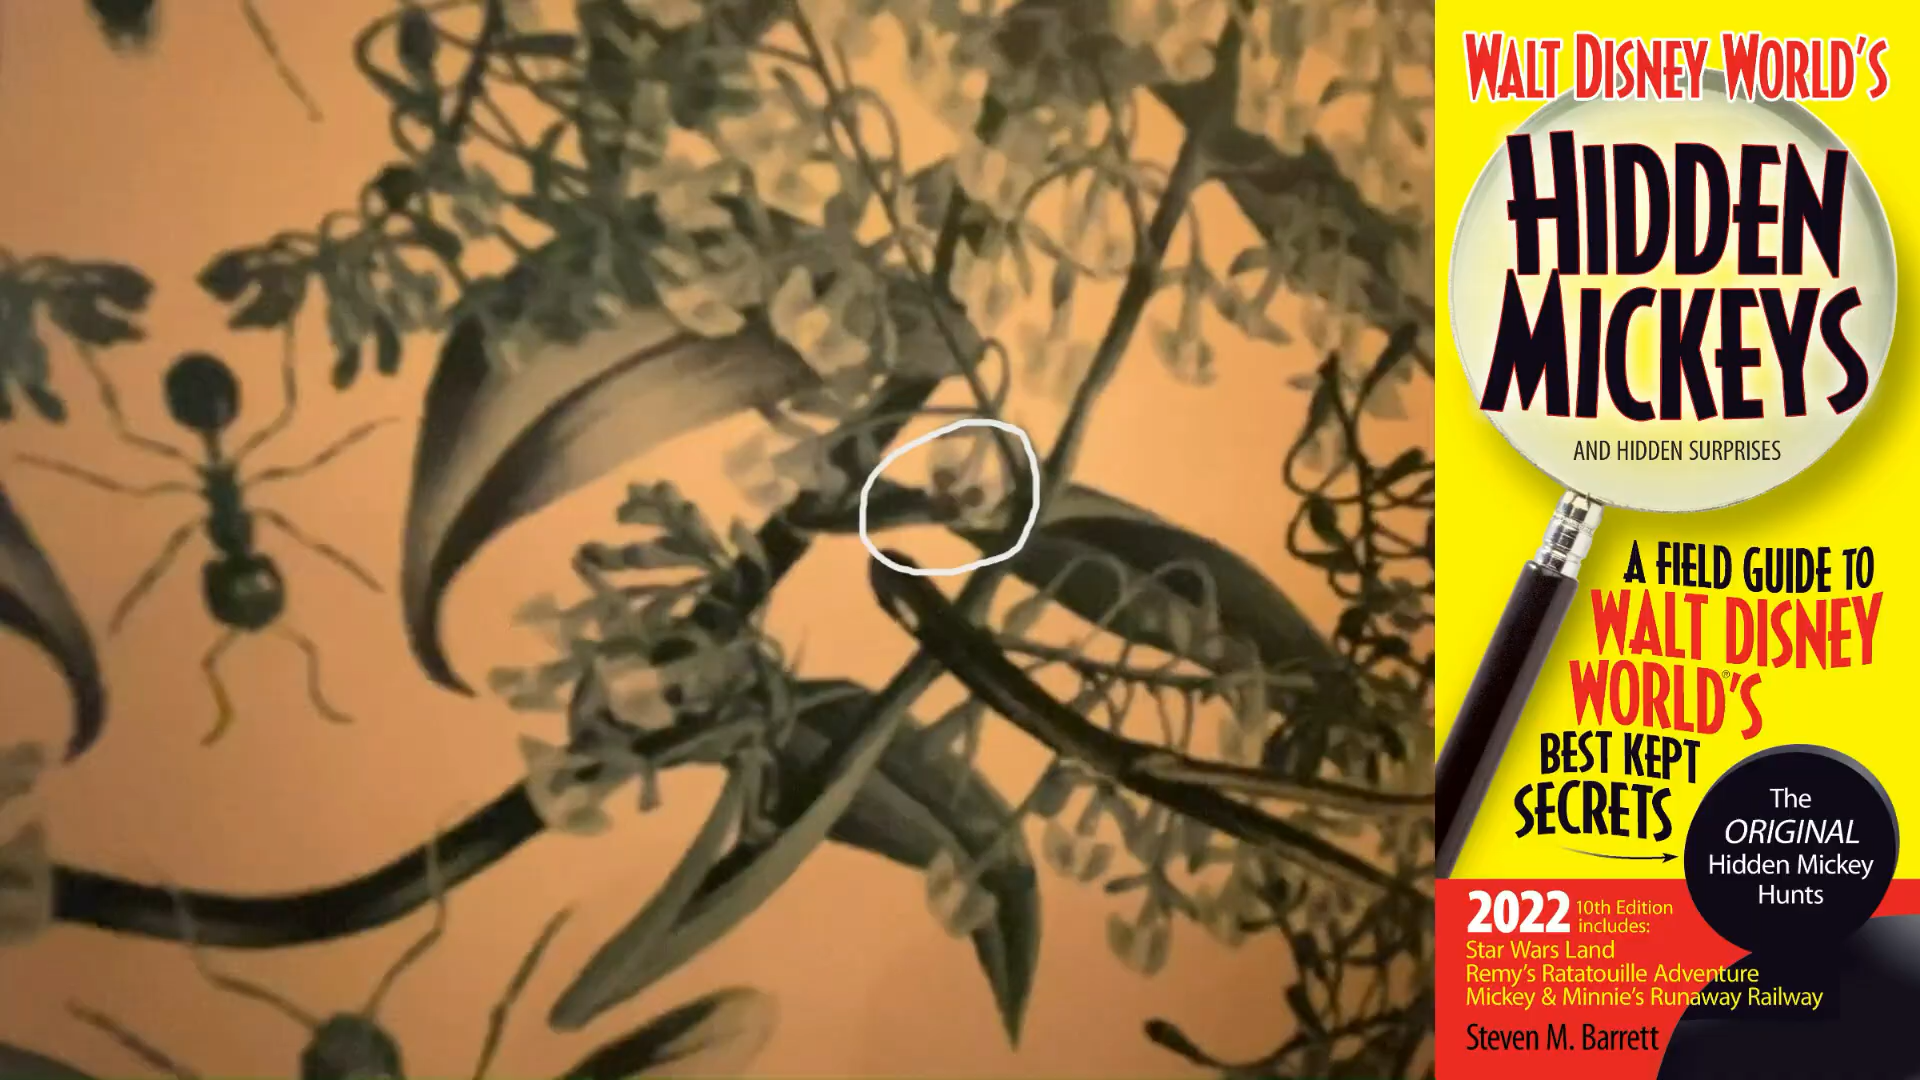 WALT DISNEY WORLD'S
HIDDEN
MICKEYS
AND HIDDEN SURPRISES
A FIELD GUIDE TO
WALT DISNEY
WORLD®'S
BEST KEPT
SECRETS
The
ORIGINAL
Hidden Mickey
Hunts
2022 10th Edition
includes:
Star Wars Land
Remy's Ratatouille Adventure
Mickey & Minnie's Runaway Railway
Steven M. Barrett